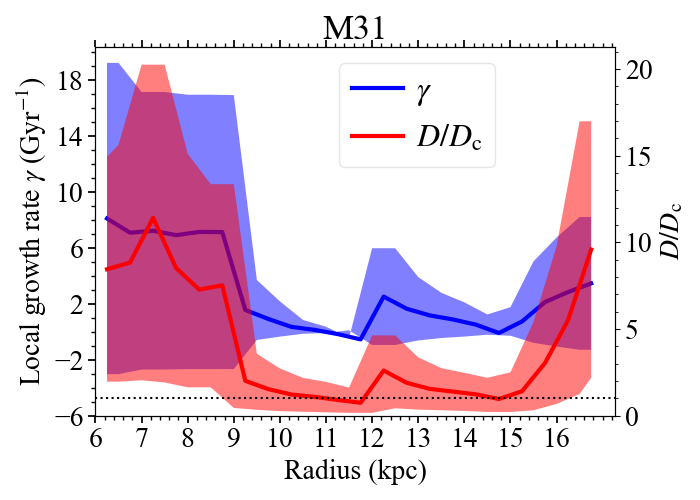 M31
Local growth rate γ (Gyr⁻¹)
18
14
10
6
2
−2
−6
γ
D/Dc
20
15
10
5
0
D/Dc
6 7 8 9 10 11 12 13 14 15 16
Radius (kpc)